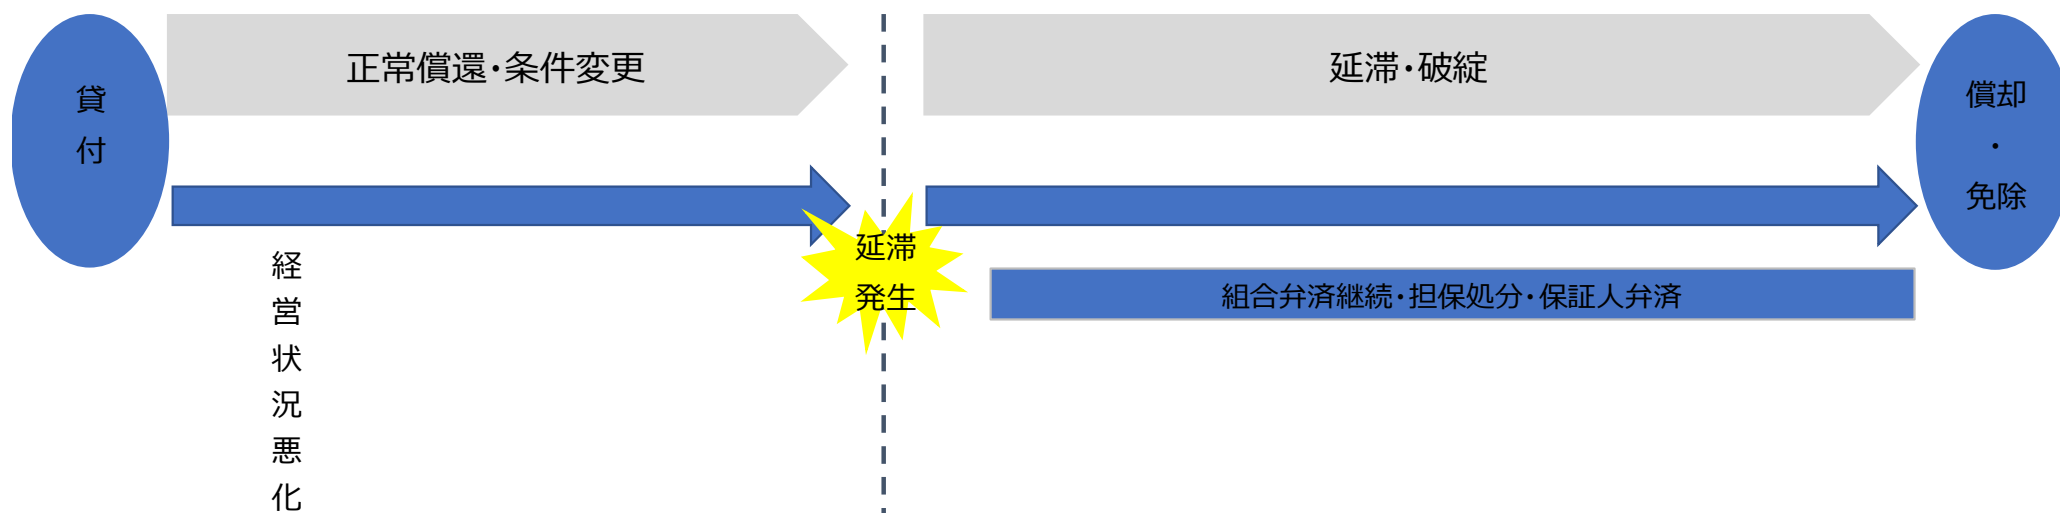 貸
付
正常償還・条件変更
延滞・破綻
償却
・
免除
延滞
発生
組合弁済継続・担保処分・保証人弁済
経
営
状
況
悪
化